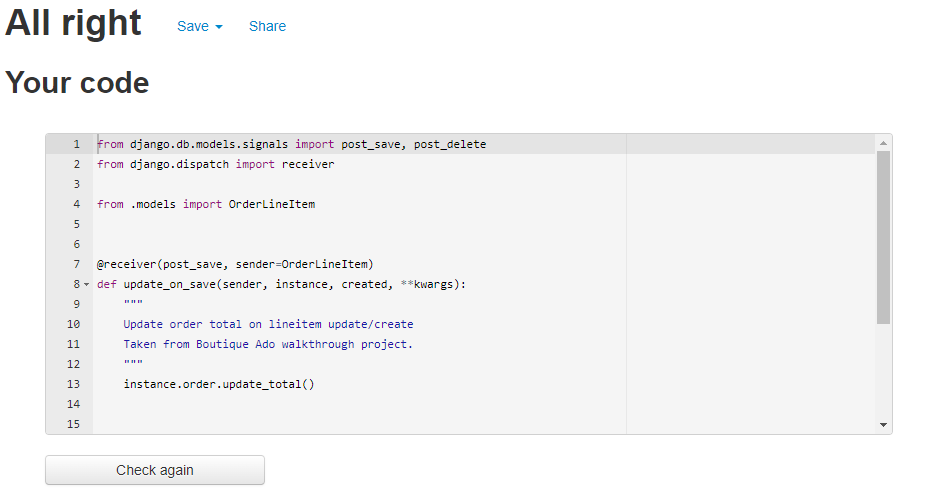 All right Save Share
Your code
1 from django.db.models.signals import post_save, post_delete
2 from django.dispatch import receiver
3
4 from .models import OrderLineItem
5
6
7 @receiver(post_save, sender=OrderLineItem)
8 def update_on_save(sender, instance, created, **kwargs):
9 """
10 Update order total on lineitem update/create
11 Taken from Boutique Ado walkthrough project.
12 """
13 instance.order.update_total()
14
15
Check again